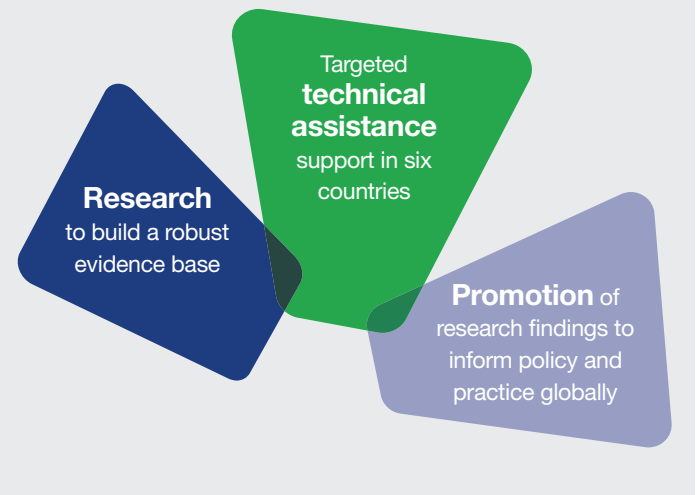 Targeted
technical
assistance
support in six
countries
Research
to build a robust
evidence base
Promotion of
research findings to
inform policy and
practice globally